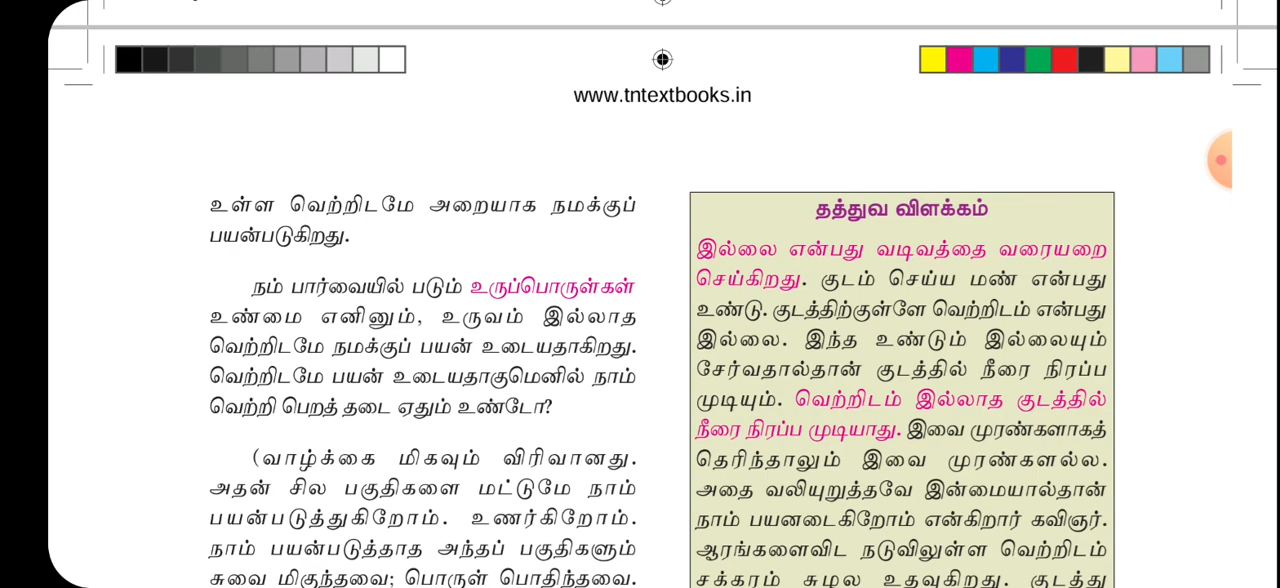 www.tntextbooks.in
உள்ள வெற்றிடமே அறையாக நமக்குப்
பயன்படுகிறது.
நம் பார்வையில் படும் உருப்பொருள்கள்
உண்மை எனினும், உருவம் இல்லாத
வெற்றிடமே நமக்குப் பயன் உடையதாகிறது.
வெற்றிடமே பயன் உடையதாகுமெனில் நாம்
வெற்றி பெறத் தடை ஏதும் உண்டோ?
(வாழ்க்கை மிகவும் விரிவானது.
அதன் சில பகுதிகளை மட்டுமே நாம்
பயன்படுத்துகிறோம். உணர்கிறோம்.
நாம் பயன்படுத்தாத அந்தப் பகுதிகளும்
சுவை மிகுந்தவை; பொருள் பொதிந்தவை.
தத்துவ விளக்கம்
இல்லை என்பது வடிவத்தை வரையறை
செய்கிறது. குடம் செய்ய மண் என்பது
உண்டு. குடத்திற்குள்ளே வெற்றிடம் என்பது
இல்லை. இந்த உண்டும் இல்லையும்
சேர்வதால்தான் குடத்தில் நீரை நிரப்ப
முடியும். வெற்றிடம் இல்லாத குடத்தில்
நீரை நிரப்ப முடியாது. இவை முரண்களாகத்
தெரிந்தாலும் இவை முரண்களல்ல.
அதை வலியுறுத்தவே இன்மையால்தான்
நாம் பயனடைகிறோம் என்கிறார் கவிஞர்.
ஆரங்களைவிட நடுவிலுள்ள வெற்றிடம்
சக்கரம் சுழல உதவுகிறது. குடத்து